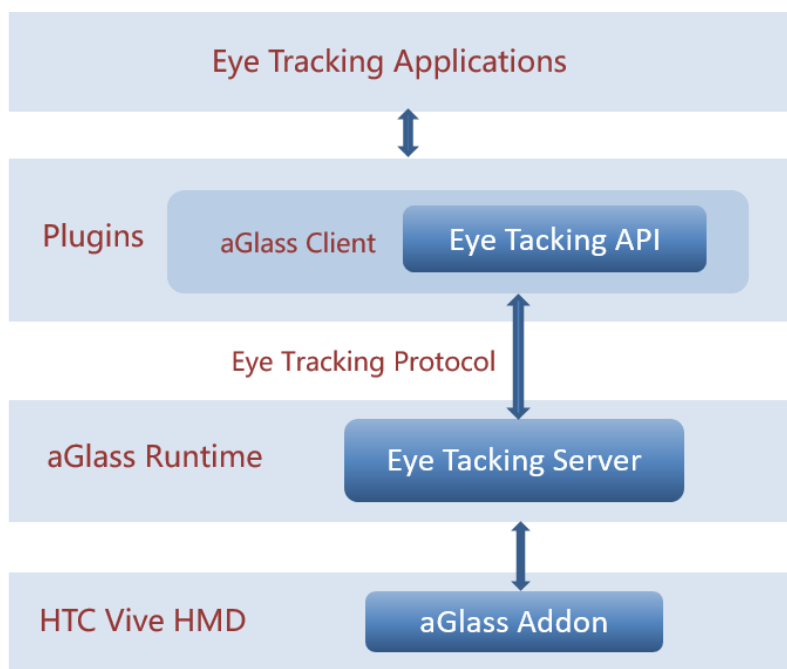 Eye Tracking Applications
Plugins
aGlass Client
Eye Tacking API
Eye Tracking Protocol
aGlass Runtime
Eye Tacking Server
HTC Vive HMD
aGlass Addon